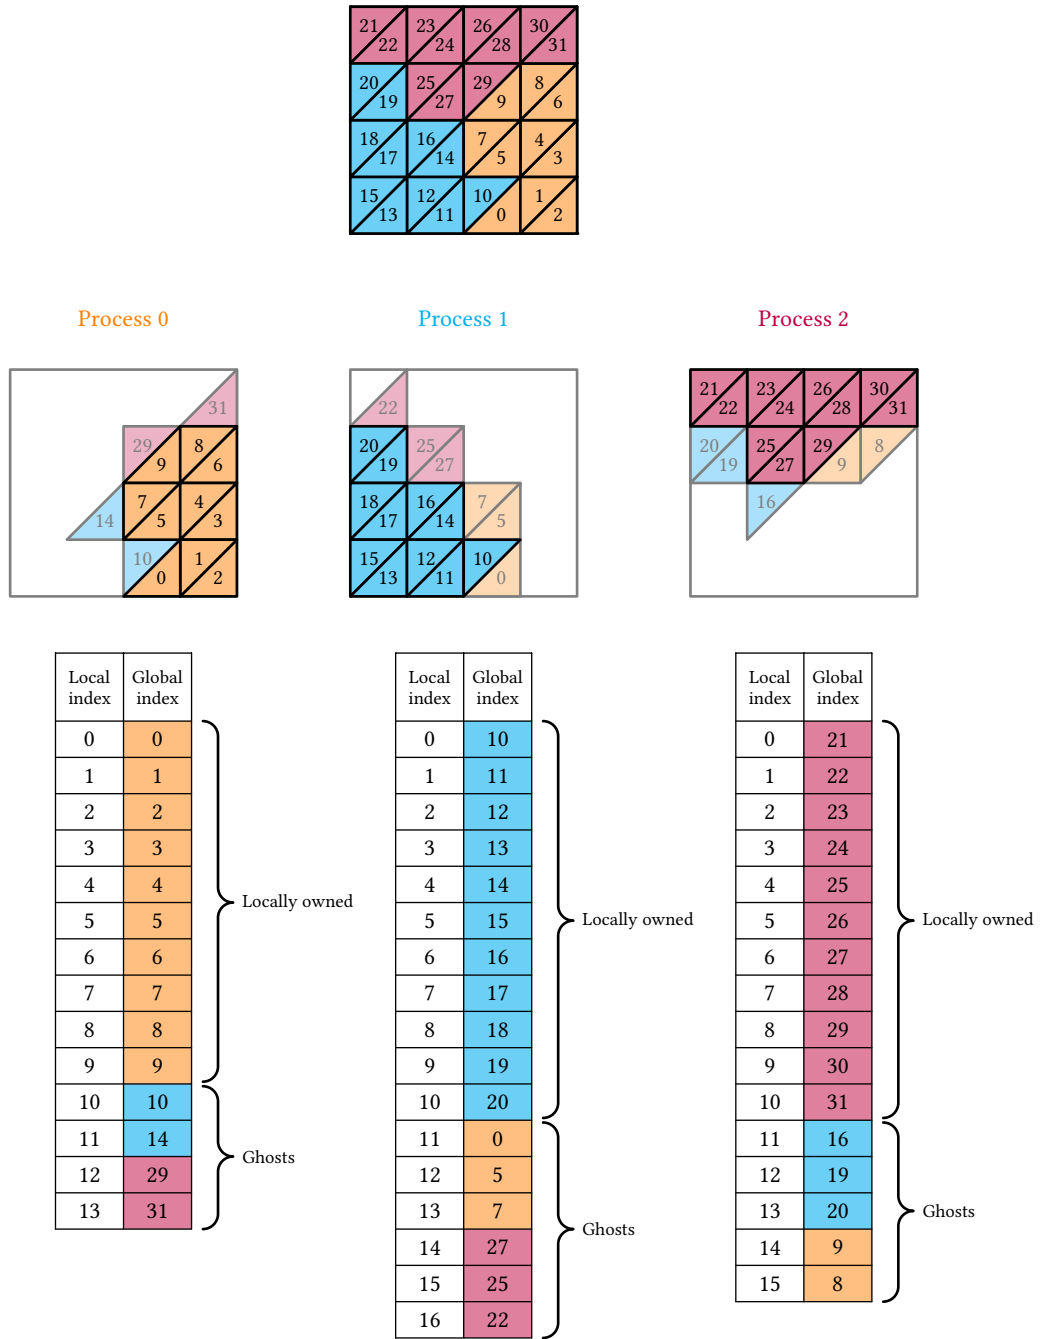 21 23 26 30
22 24 28 31
20 25 29 8
19 27 9 6
18 16 7 4
17 14 5 3
15 12 10 1
13 11 0 2
Process 0
31
29 8
9 6
7 4
14 5 3
10 1
0 2
Process 1
22
20 25
19 27
18 16 7
17 14 5
15 12 10
13 11 0
Process 2
21 23 26 30
22 24 28 31
20 25 29 8
19 27 9
16
Local index Global index
0 0
1 1
2 2
3 3
4 4
5 5
6 6
7 7
8 8
9 9
10 10
11 14
12 29
13 31
Locally owned
Ghosts
Local index Global index
0 10
1 11
2 12
3 13
4 14
5 15
6 16
7 17
8 18
9 19
10 20
11 0
12 5
13 7
14 27
15 25
16 22
Locally owned
Ghosts
Local index Global index
0 21
1 22
2 23
3 24
4 25
5 26
6 27
7 28
8 29
9 30
10 31
11 16
12 19
13 20
14 9
15 8
Locally owned
Ghosts